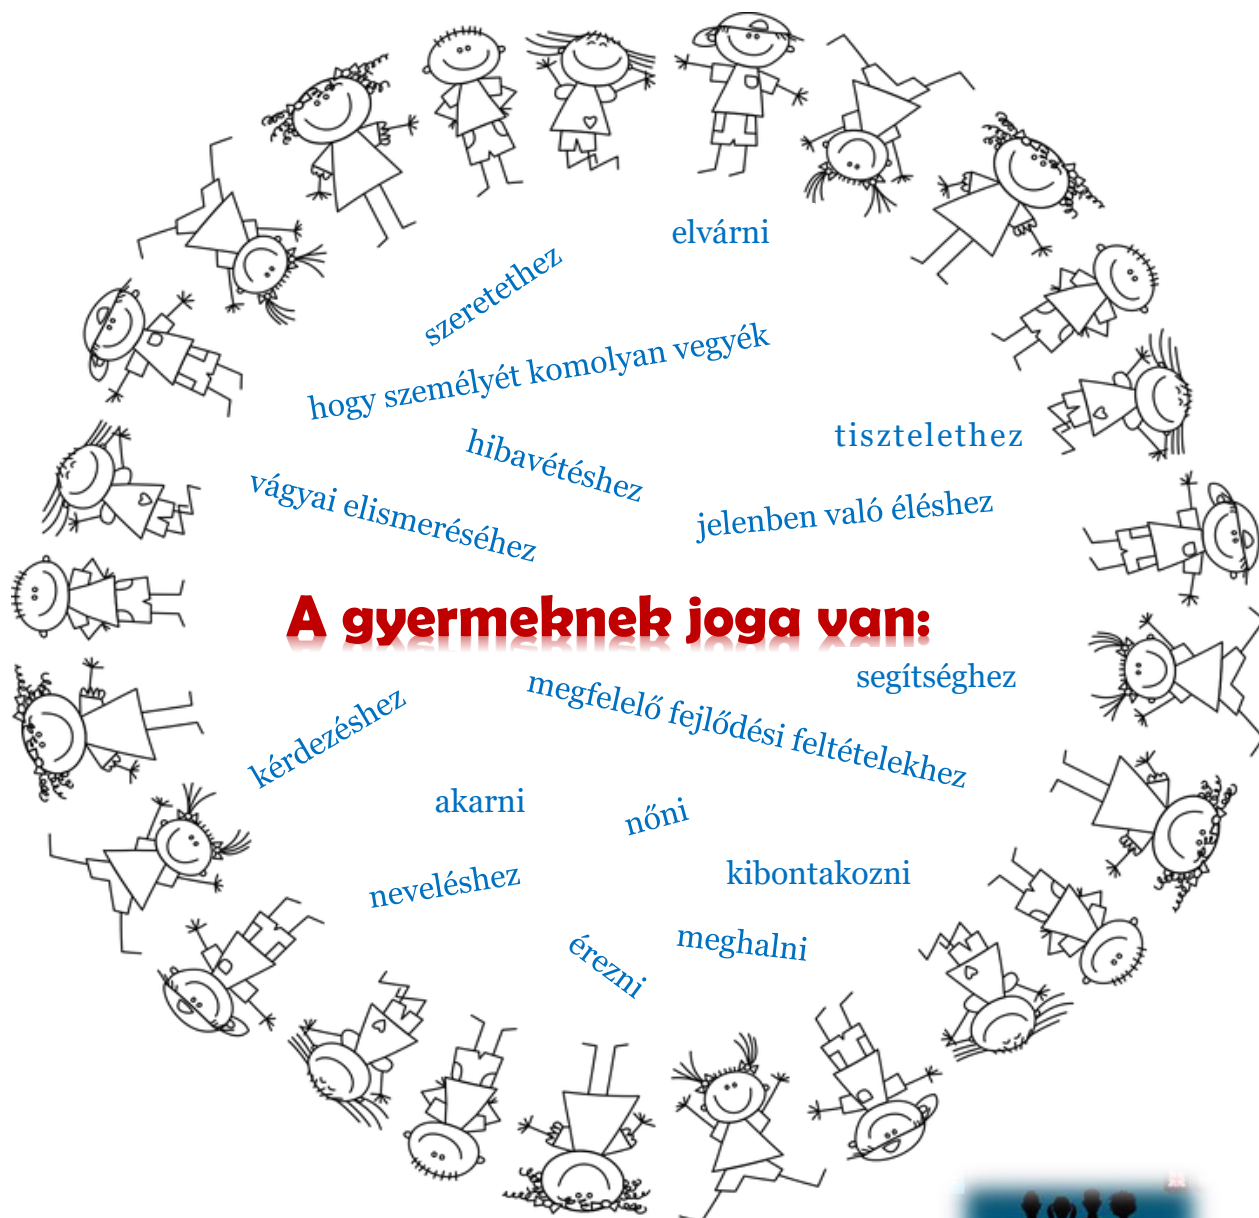 elvárni
szeretethez
hogy személyét komolyan vegyék
tisztelethez
hibavétéshez
vágyai elismeréséhez
jelenben való éléshez
A gyermeknek joga van:
segítséghez
megfelelő fejlődési feltételekhez
kérdezéshez
akarni
nőni
kibontakozni
neveléshez
meghalni
érezni